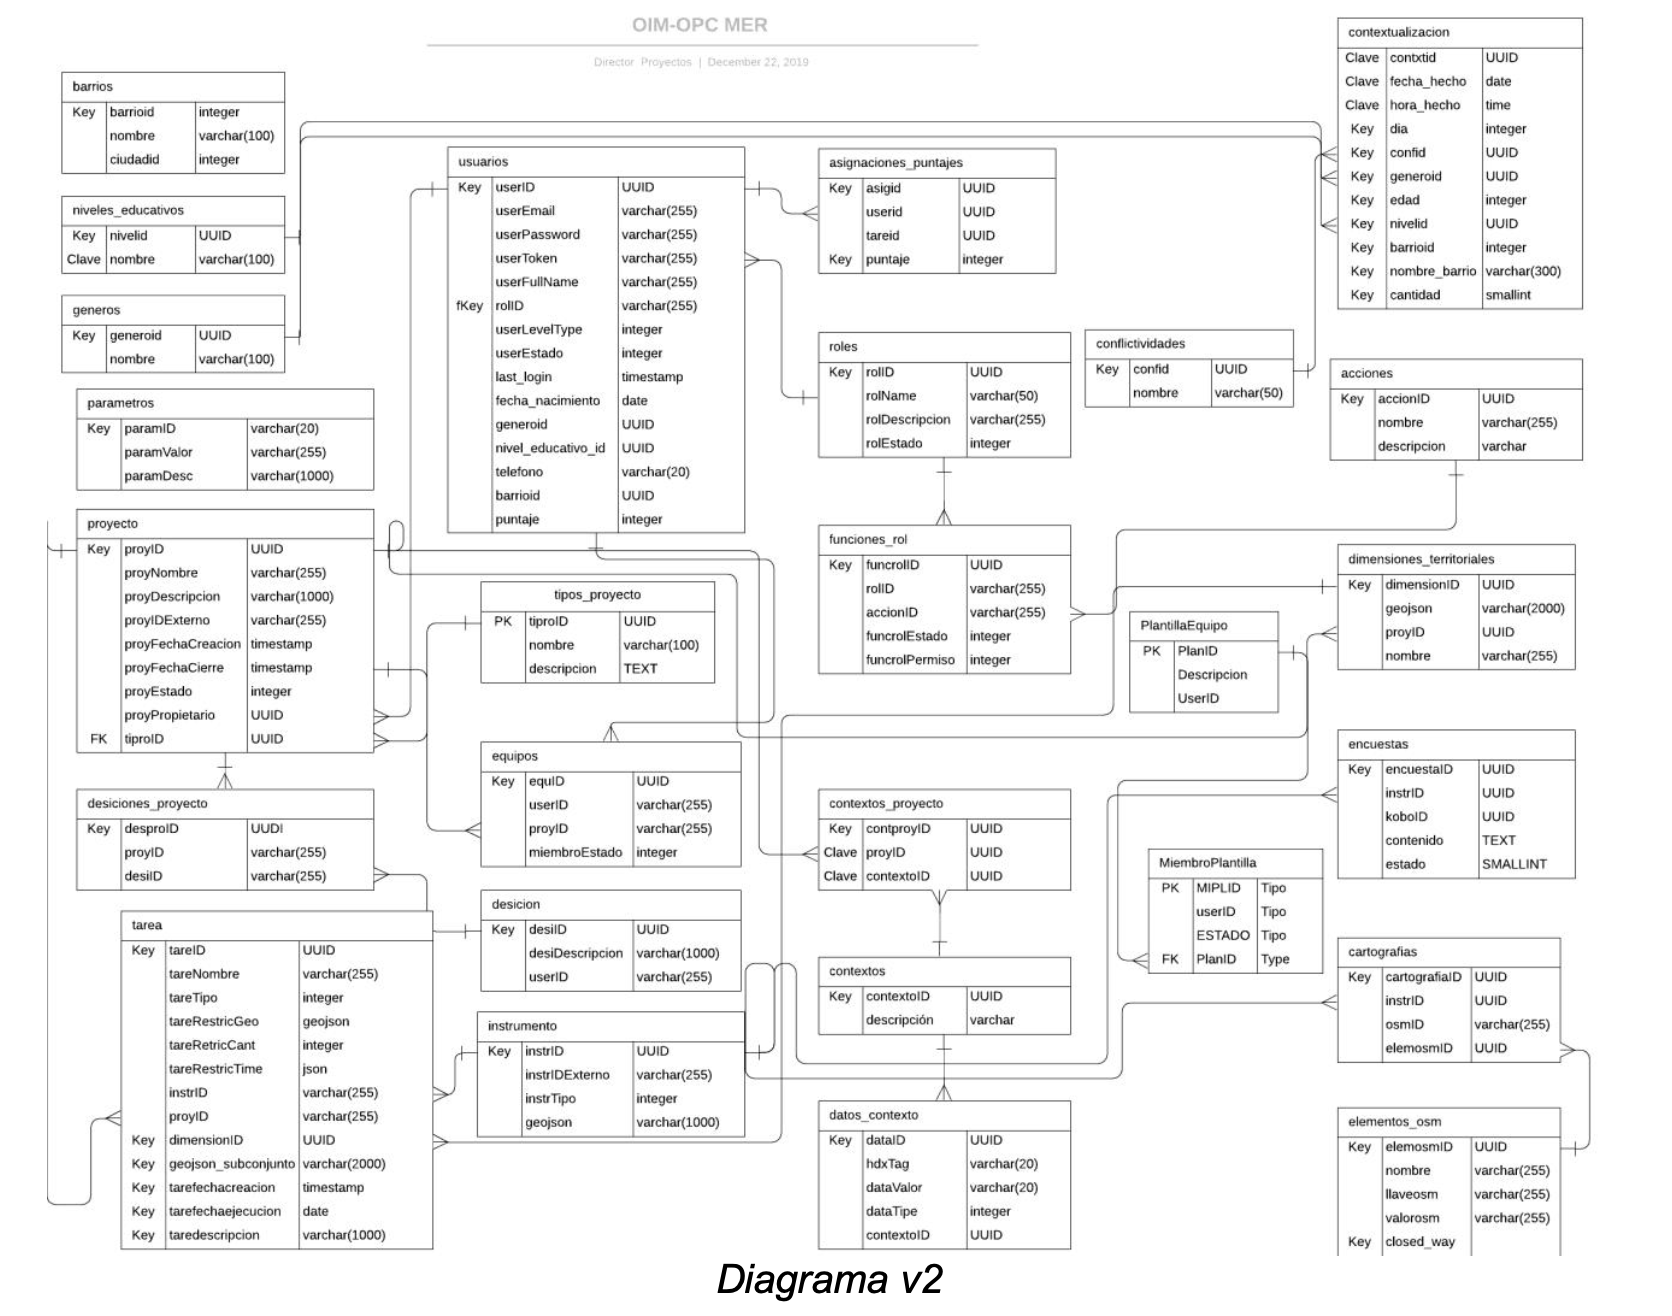 OIM-OPC MER
Director Proyectos | December 22, 2019
barrios
Key barrioid integer
nombre varchar(100)
ciudadid integer
niveles_educativos
Key nivelid UUID
Clave nombre varchar(100)
generos
Key generoid UUID
nombre varchar(100)
parametros
Key paramID varchar(20)
paramValor varchar(255)
paramDesc varchar(1000)
proyecto
Key proyID UUID
proyNombre varchar(255)
proyDescripcion varchar(1000)
proyIDExterno varchar(255)
proyFechaCreacion timestamp
proyFechaCierre timestamp
proyEstado integer
proyPropietario UUID
FK tiproID UUID
desiciones_proyecto
Key desproID UUDI
proyID varchar(255)
desiID varchar(255)
tarea
Key tareID UUID
tareNombre varchar(255)
tareTipo integer
tareRestricGeo geojson
tareRetricCant integer
tareRestricTime json
instrID varchar(255)
proyID varchar(255)
Key dimensionID UUID
Key geojson_subconjunto varchar(2000)
Key tarefechacreacion timestamp
Key tarefechaejecucion date
Key taredescripcion varchar(1000)
usuarios
Key userID UUID
userEmail varchar(255)
userPassword varchar(255)
userToken varchar(255)
userFullName varchar(255)
fKey rolID varchar(255)
userLevelType integer
userEstado integer
last_login timestamp
fecha_nacimiento date
generoid UUID
nivel_educativo_id UUID
telefono varchar(20)
barrioid UUID
puntaje integer
tipos_proyecto
PK tiproID UUID
nombre varchar(100)
descripcion TEXT
equipos
Key equID UUID
userID varchar(255)
proyID varchar(255)
miembroEstado integer
desicion
Key desiID UUID
desiDescripcion varchar(1000)
userID varchar(255)
instrumento
Key instrID UUID
instrIDExterno varchar(255)
instrTipo integer
geojson varchar(1000)
asignaciones_puntajes
Key asigid UUID
userid UUID
tareid UUID
Key puntaje integer
roles
Key rolID UUID
rolName varchar(50)
rolDescripcion varchar(255)
rolEstado integer
funciones_rol
Key funcrolID UUID
rolID varchar(255)
accionID varchar(255)
funcrolEstado integer
funcrolPermiso integer
contextos_proyecto
Key contproyID UUID
Clave proyID UUID
Clave contextoID UUID
contextos
Key contextoID UUID
descripción varchar
datos_contexto
Key dataID UUID
hdxTag varchar(20)
dataValor varchar(20)
dataTipe integer
contextoID UUID
conflictividades
Key confid UUID
nombre varchar(50)
PlantillaEquipo
PK PlanID
Descripcion
UserID
MiembroPlantilla
PK MIPLID Tipo
userID Tipo
ESTADO Tipo
FK PlanID Type
contextualizacion
Clave contxtid UUID
Clave fecha_hecho date
Clave hora_hecho time
Key dia integer
Key confid UUID
Key generoid UUID
Key edad integer
Key nivelid UUID
Key barrioid integer
Key nombre_barrio varchar(300)
Key cantidad smallint
acciones
Key accionID UUID
nombre varchar(255)
descripcion varchar
dimensiones_territoriales
Key dimensionID UUID
geojson varchar(2000)
proyID UUID
nombre varchar(255)
encuestas
Key encuestaID UUID
instrID UUID
koboID UUID
contenido TEXT
estado SMALLINT
cartografias
Key cartografiaID UUID
instrID UUID
osmID varchar(255)
elemosmID UUID
elementos_osm
Key elemosmID UUID
nombre varchar(255)
llaveosm varchar(255)
valorosm varchar(255)
Key closed_way
Diagrama v2